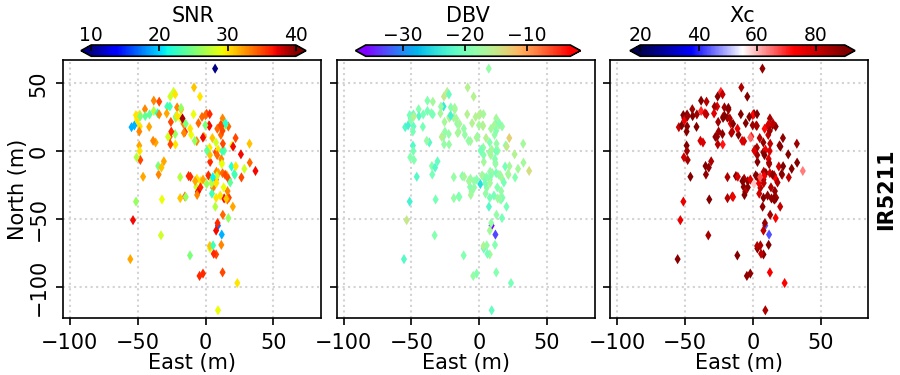 SNR DBV Xc
10 20 30 40 −30 −20 −10 20 40 60 80
50
0
−50
−100
North (m)
IR5211
−100 −50 0 50 −100 −50 0 50 −100 −50 0 50
East (m) East (m) East (m)